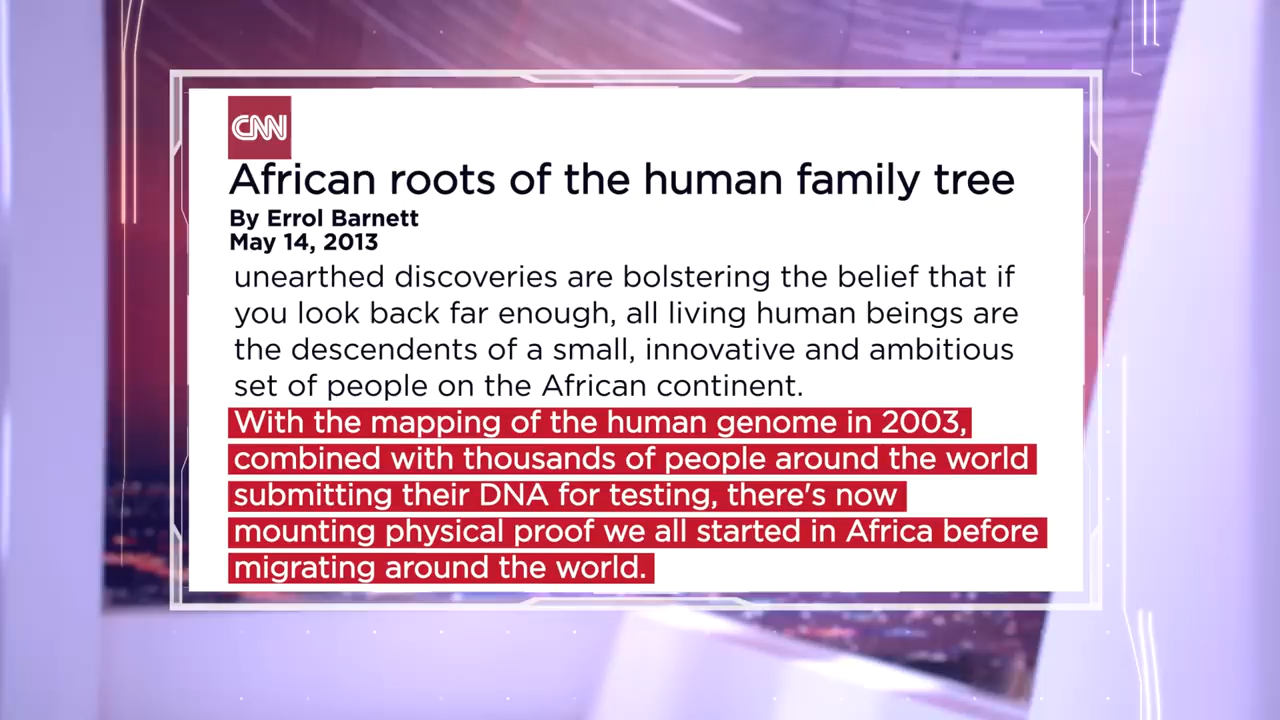 CNN
African roots of the human family tree
By Errol Barnett
May 14, 2013
unearthed discoveries are bolstering the belief that if
you look back far enough, all living human beings are
the descendents of a small, innovative and ambitious
set of people on the African continent.
With the mapping of the human genome in 2003,
combined with thousands of people around the world
submitting their DNA for testing, there's now
mounting physical proof we all started in Africa before
migrating around the world.